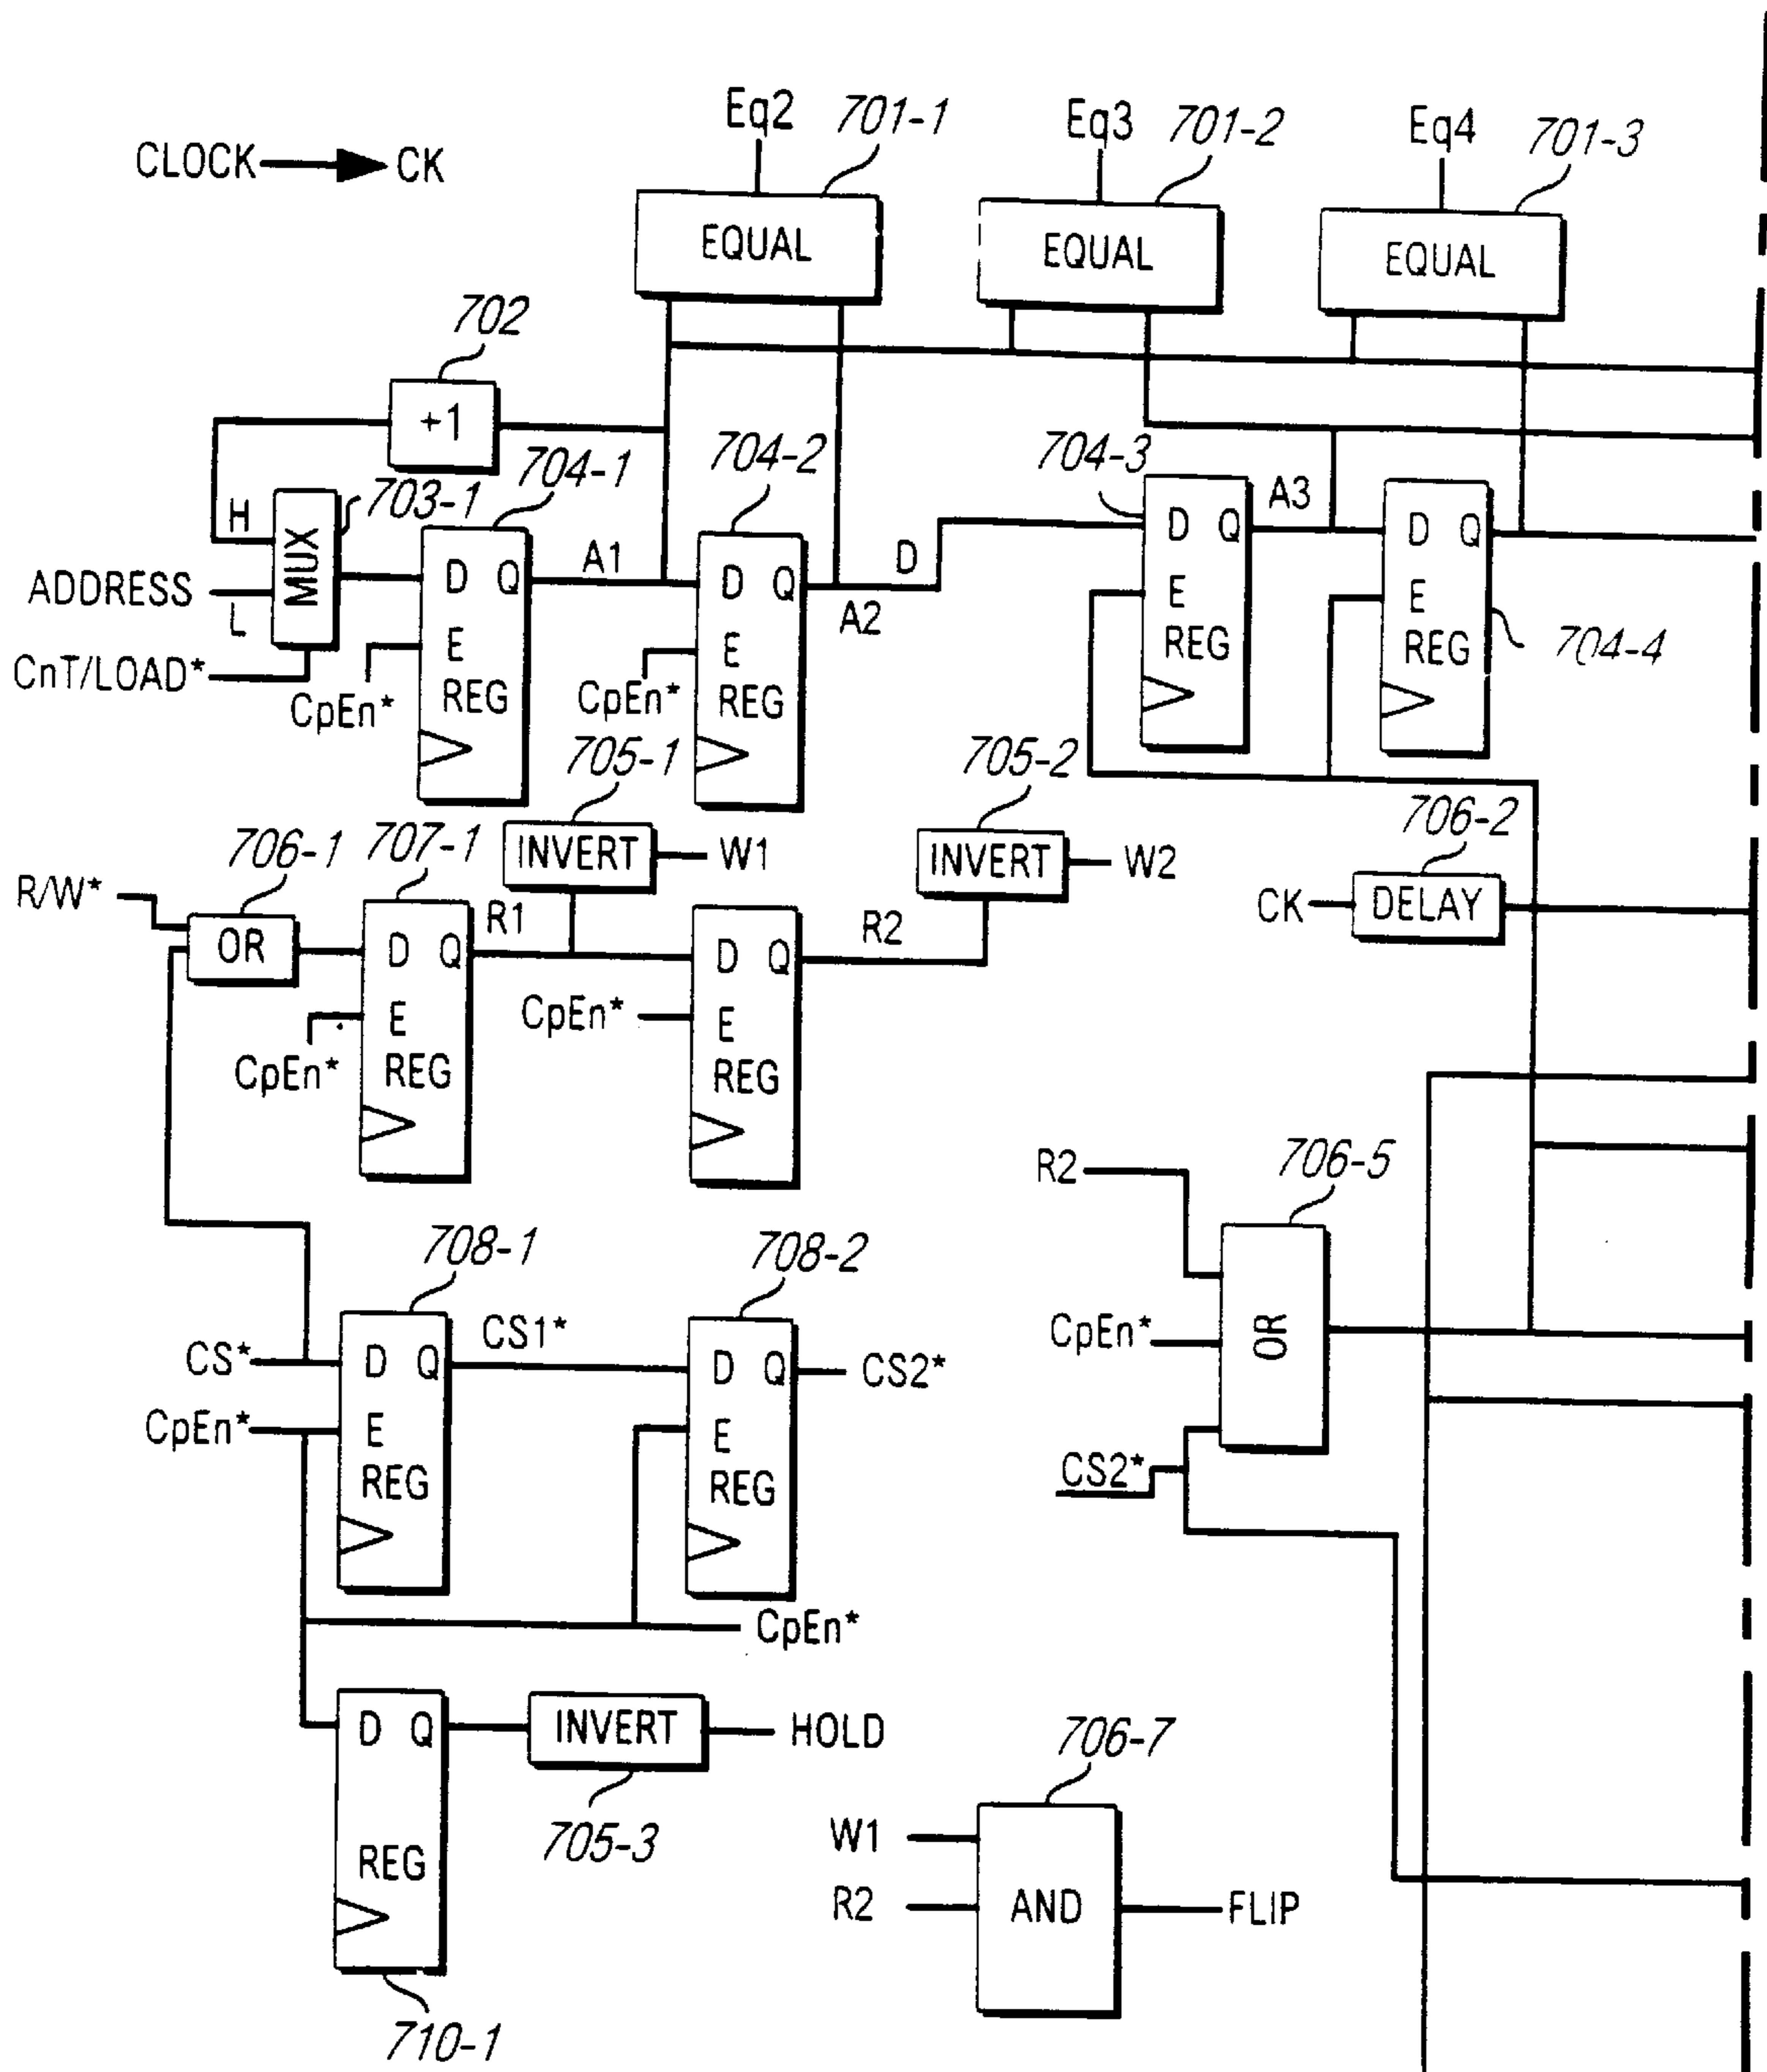 CLOCK CK
Eq2 701-1
EQUAL
Eq3 701-2
EQUAL
Eq4 701-3
EQUAL
702
+1
H
MUX
703-1
ADDRESS
L
CnT/LOAD*
704-1
D Q
E
REG
CpEn*
A1
704-2
D Q
E
REG
CpEn*
A2
D
704-3
D Q
E
REG
A3
D Q
E
REG
704-4
R/W*
706-1
OR
707-1
D Q
E
REG
CpEn*
R1
705-1
INVERT
W1
D Q
E
REG
CpEn*
R2
705-2
INVERT
W2
706-2
CK
DELAY
CS*
CpEn*
708-1
D Q
E
REG
CS1*
708-2
D Q
E
REG
CS2*
CpEn*
R2
CpEn*
CS2*
706-5
OR
D Q
REG
710-1
INVERT
HOLD
705-3
706-7
W1
R2
AND
FLIP